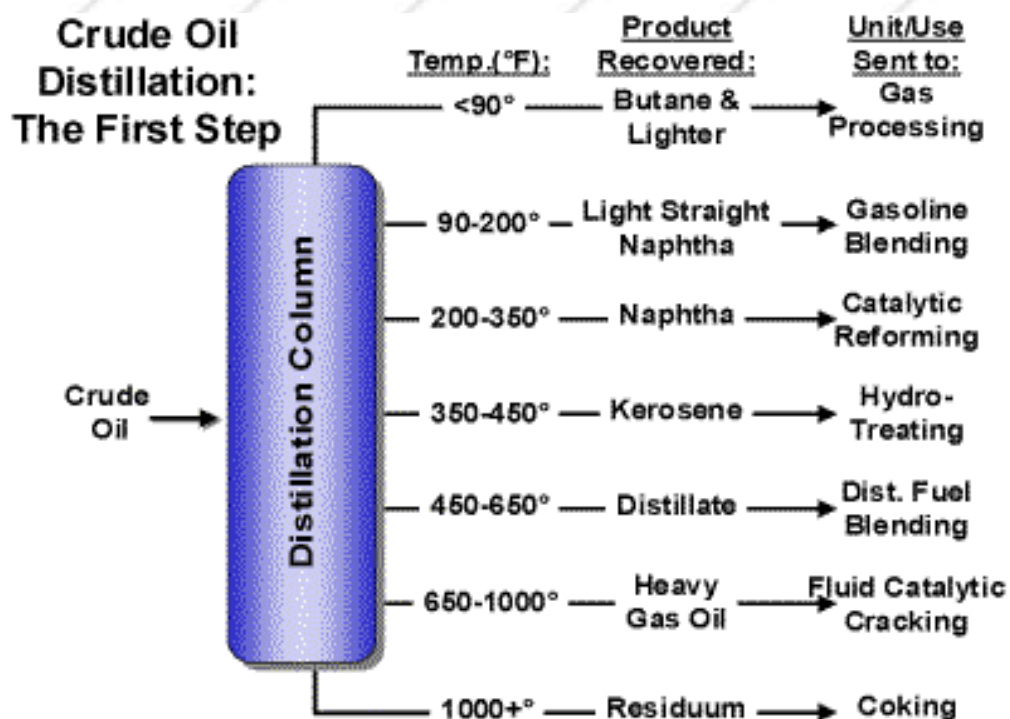 Crude Oil
Distillation:
The First Step
Temp.(°F):
Product
Recovered:
Unit/Use
Sent to:
<90°
Butane &
Lighter
Gas
Processing
90-200°
Light Straight
Naphtha
Gasoline
Blending
200-350°
Naphtha
Catalytic
Reforming
Crude
Oil
Distillation Column
350-450°
Kerosene
Hydro-
Treating
450-650°
Distillate
Dist. Fuel
Blending
650-1000°
Heavy
Gas Oil
Fluid Catalytic
Cracking
1000+°
Residuum
Coking